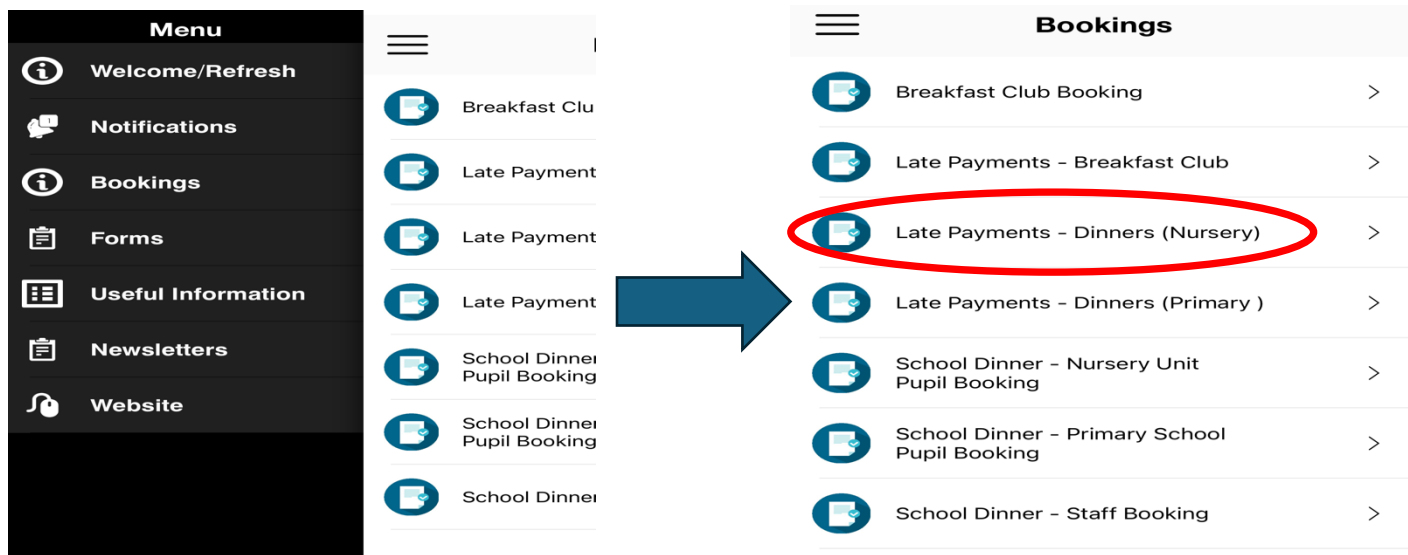 Menu
Welcome/Refresh
Notifications
Bookings
Forms
Useful Information
Newsletters
Website
Breakfast Clu
Late Payment
Late Payment
Late Payment
School Dinner
Pupil Booking
School Dinner
Pupil Booking
School Dinner
Bookings
Breakfast Club Booking
Late Payments - Breakfast Club
Late Payments - Dinners (Nursery)
Late Payments - Dinners (Primary )
School Dinner - Nursery Unit
Pupil Booking
School Dinner - Primary School
Pupil Booking
School Dinner - Staff Booking